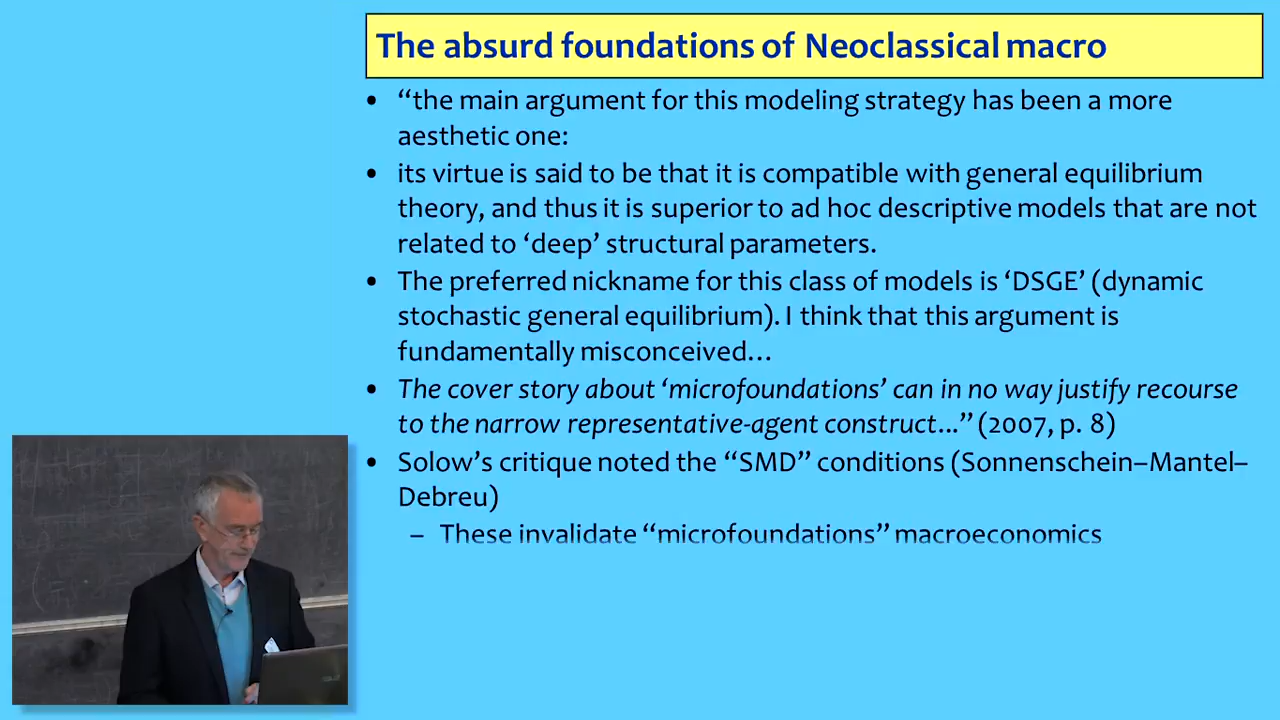 The absurd foundations of Neoclassical macro
• “the main argument for this modeling strategy has been a more
aesthetic one:
• its virtue is said to be that it is compatible with general equilibrium
theory, and thus it is superior to ad hoc descriptive models that are not
related to ‘deep’ structural parameters.
• The preferred nickname for this class of models is ‘DSGE’ (dynamic
stochastic general equilibrium). I think that this argument is
fundamentally misconceived…
• The cover story about ‘microfoundations’ can in no way justify recourse
to the narrow representative-agent construct...” (2007, p. 8)
• Solow’s critique noted the “SMD” conditions (Sonnenschein–Mantel–
Debreu)
– These invalidate “microfoundations” macroeconomics